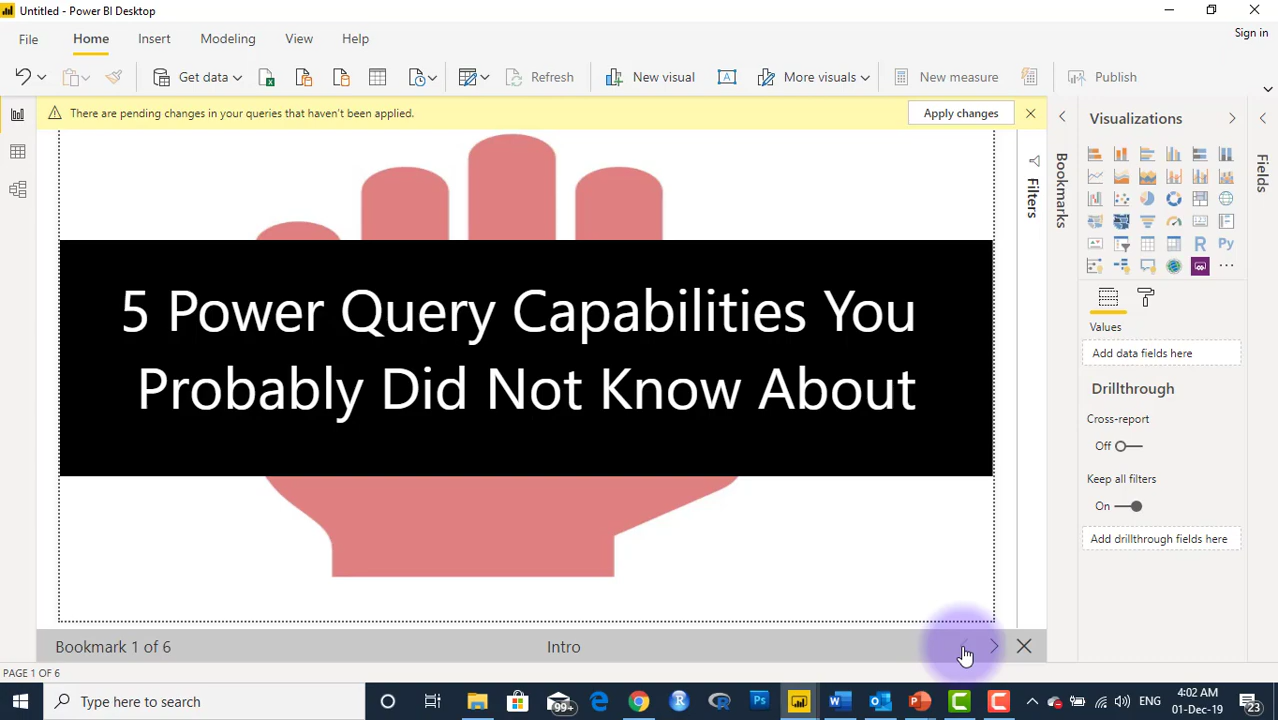 Untitled - Power BI Desktop
Sign in
File Home Insert Modeling View Help
Get data Refresh New visual More visuals New measure Publish
There are pending changes in your queries that haven't been applied. Apply changes
Visualizations
Filters
Bookmarks
Fields
R Py
5 Power Query Capabilities You
Probably Did Not Know About
Values
Add data fields here
Drillthrough
Cross-report
Off
Keep all filters
On
Add drillthrough fields here
Bookmark 1 of 6 Intro
PAGE 1 OF 6
Type here to search
99+
R
R
Ps
W
O
P
C
C
ENG
4:02 AM
01-Dec-19
23